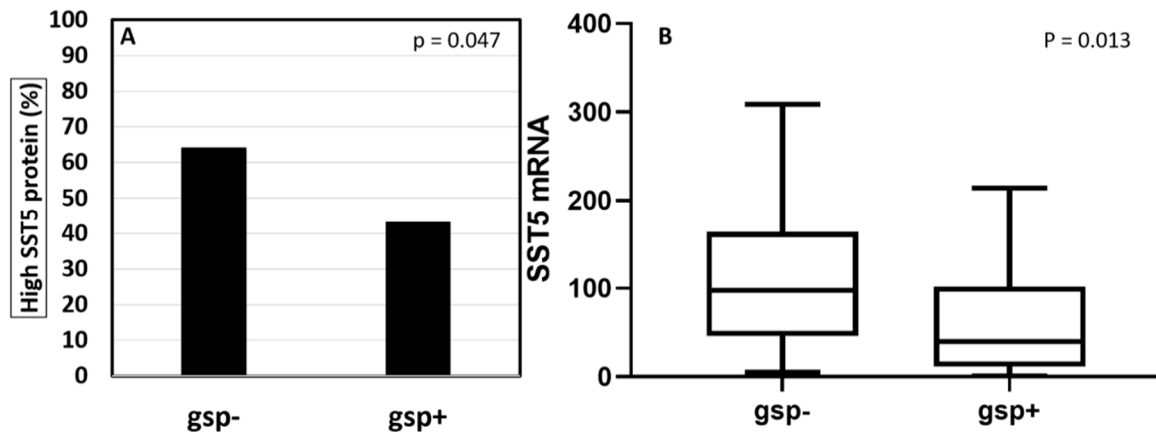 A
p = 0.047
High SST5 protein (%)
100
90
80
70
60
50
40
30
20
10
0
gsp-
gsp+
B
P = 0.013
SST5 mRNA
400
300
200
100
0
gsp-
gsp+